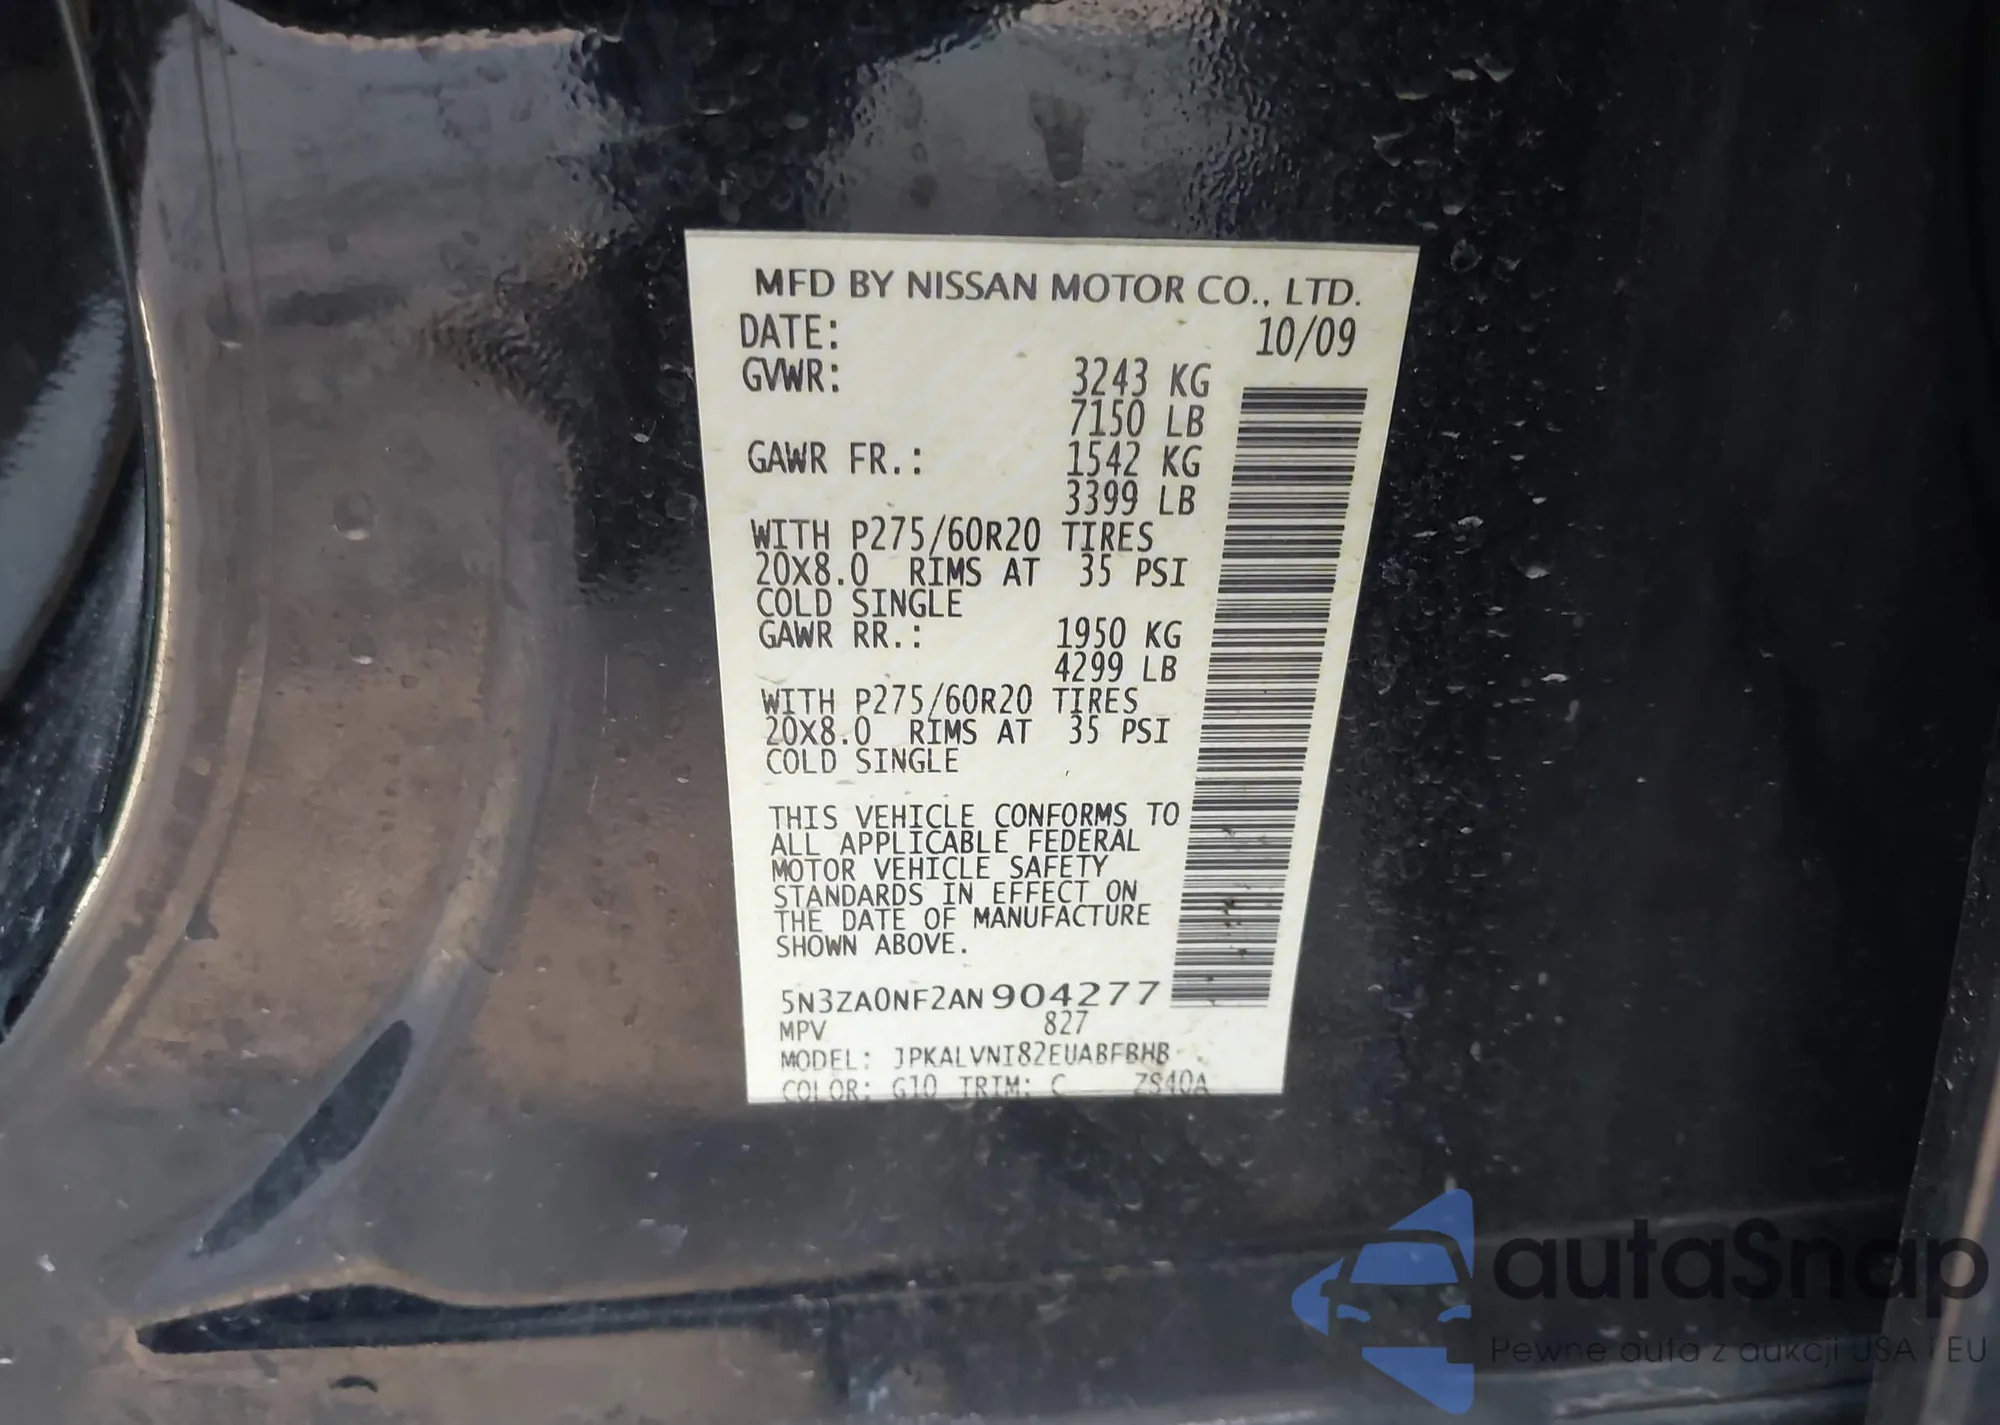 MFD BY NISSAN MOTOR CO., LTD.
DATE: 10/09
GVWR: 3243 KG
7150 LB
GAWR FR.: 1542 KG
3399 LB
WITH P275/60R20 TIRES
20X8.0 RIMS AT 35 PSI
COLD SINGLE
GAWR RR.: 1950 KG
4299 LB
WITH P275/60R20 TIRES
20X8.0 RIMS AT 35 PSI
COLD SINGLE
THIS VEHICLE CONFORMS TO
ALL APPLICABLE FEDERAL
MOTOR VEHICLE SAFETY
STANDARDS IN EFFECT ON
THE DATE OF MANUFACTURE
SHOWN ABOVE.
5N3ZA0NF2AN904277
MPV 827
MODEL: JPKALVNI82EUABFBHB
COLOR: G10 TRIM: C ZS40A
autaSnap
Pewne auta z aukcji USA i EU